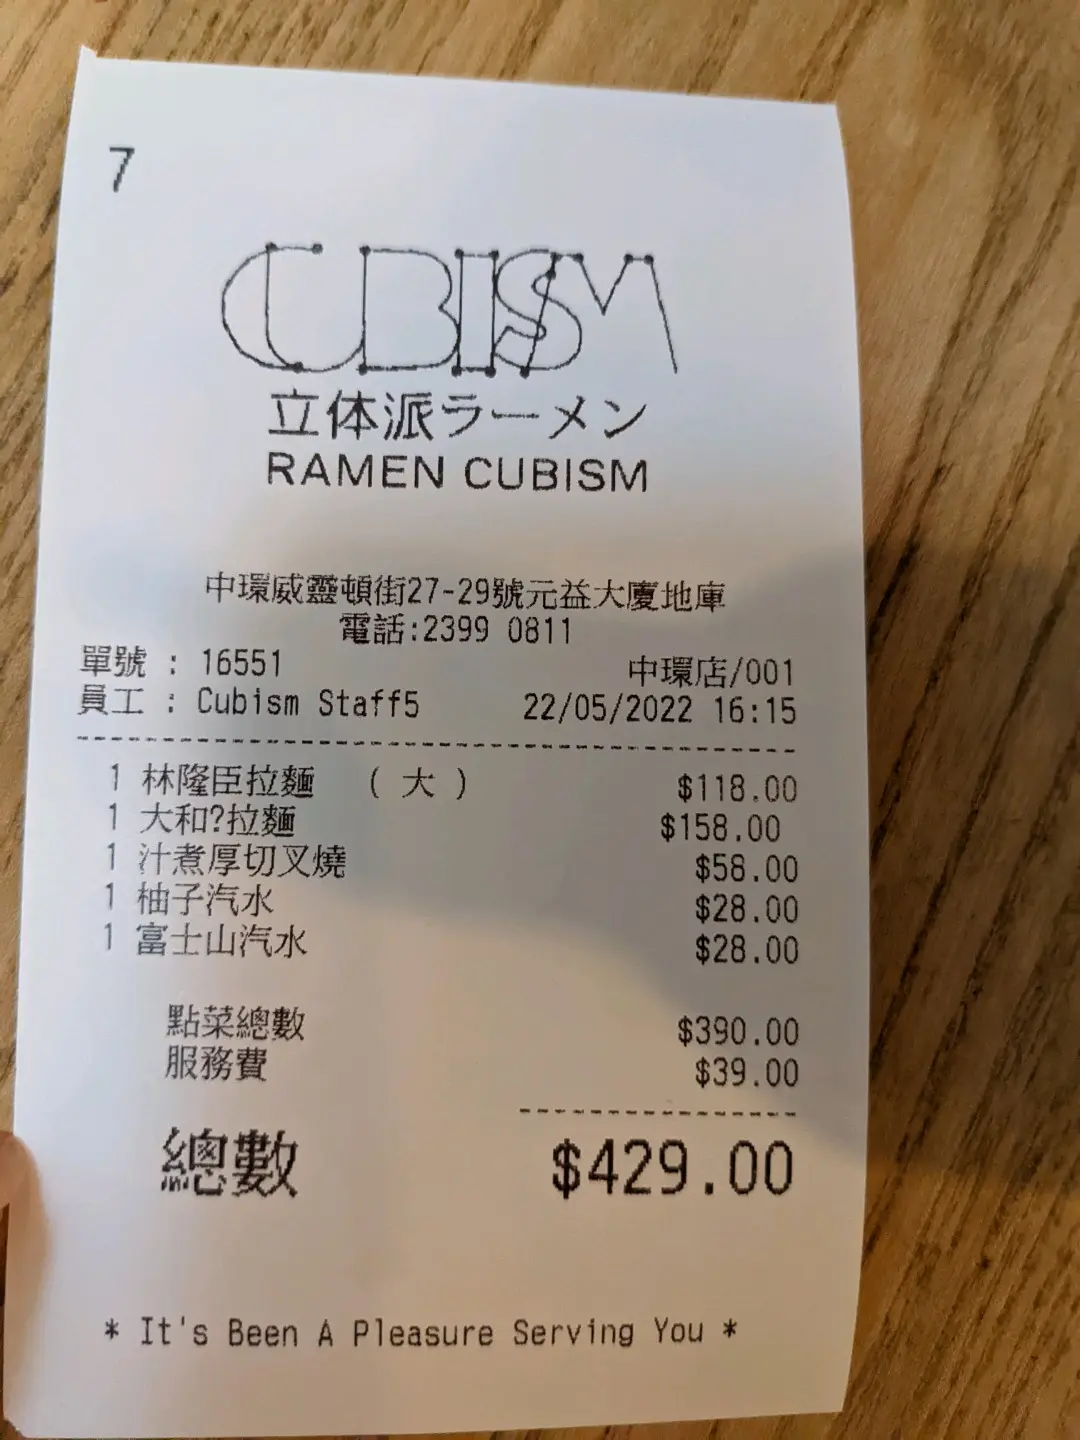 7
CUBISM
立体派ラーメン
RAMEN CUBISM
中環威靈頓街27-29號元益大廈地庫
電話:2399 0811
單號 : 16551 中環店/001
員工 : Cubism Staff5 22/05/2022 16:15
1 林隆臣拉麵 ( 大 ) $118.00
1 大和?拉麵 $158.00
1 汁煮厚切叉燒 $58.00
1 柚子汽水 $28.00
1 富士山汽水 $28.00
點菜總數 $390.00
服務費 $39.00
總數 $429.00
* It's Been A Pleasure Serving You *